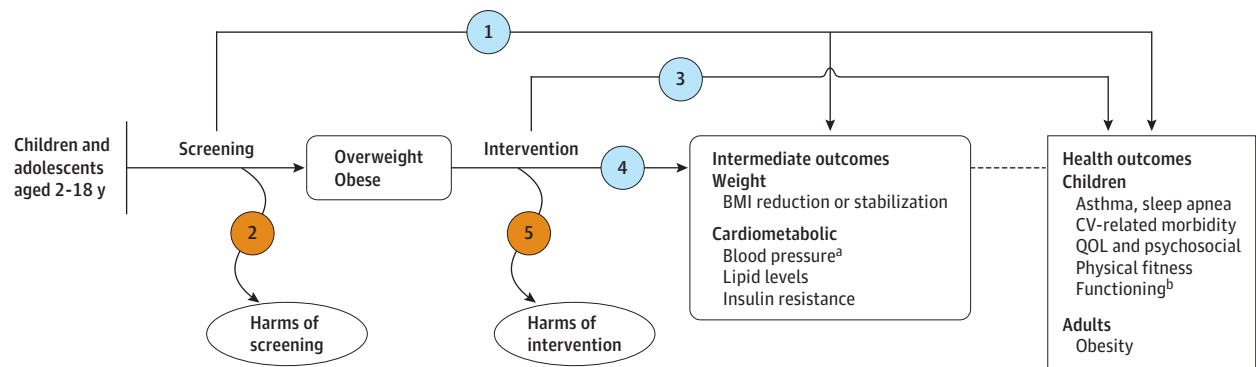 1
3
Children and
adolescents
aged 2-18 y
Screening
Overweight
Obese
Intervention
4
Intermediate outcomes
Weight
BMI reduction or stabilization
Cardiometabolic
Blood pressureᵃ
Lipid levels
Insulin resistance
Health outcomes
Children
Asthma, sleep apnea
CV-related morbidity
QOL and psychosocial
Physical fitness
Functioningᵇ
Adults
Obesity
2
5
Harms of
screening
Harms of
intervention